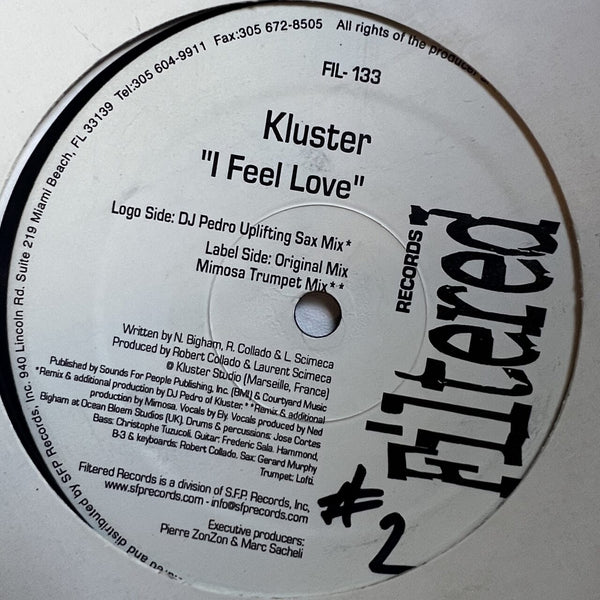 ed and distributed by SFP Records, Inc. 940 Lincoln Rd. Suite 219 Miami Beach, FL 33139 Tel:305 604-9911 Fax:305 672-8505 All rights of the producer
FIL- 133
Kluster
"I Feel Love"
Logo Side: DJ Pedro Uplifting Sax Mix*
Label Side: Original Mix
Mimosa Trumpet Mix**
Written by N. Bigham, R. Collado & L. Scimeca
Produced by Robert Collado & Laurent Scimeca
@ Kluster Studio (Marseille, France)
Published by Sounds For People Publishing, Inc. (BMI) & Courtyard Music
*Remix & additional production by DJ Pedro of Kluster. **Remix & additional
production by Mimosa. Vocals by Ely. Vocals produced by Ned
Bigham at Ocean Bloem Studios (UK). Drums & percussions: Jose Cortes
Bass: Christophe Tuzucoli. Guitar: Frederic Sala. Hammond,
B-3 & keyboards: Robert Collado. Sax: Gerard Murphy
Trumpet: Lofti.
Filtered Records is a division of S.F.P. Records, Inc.
www.sfprecords.com - info@sfprecords.com
Executive producers:
Pierre ZonZon & Marc Sacheli
Filtered
RECORDS
#2